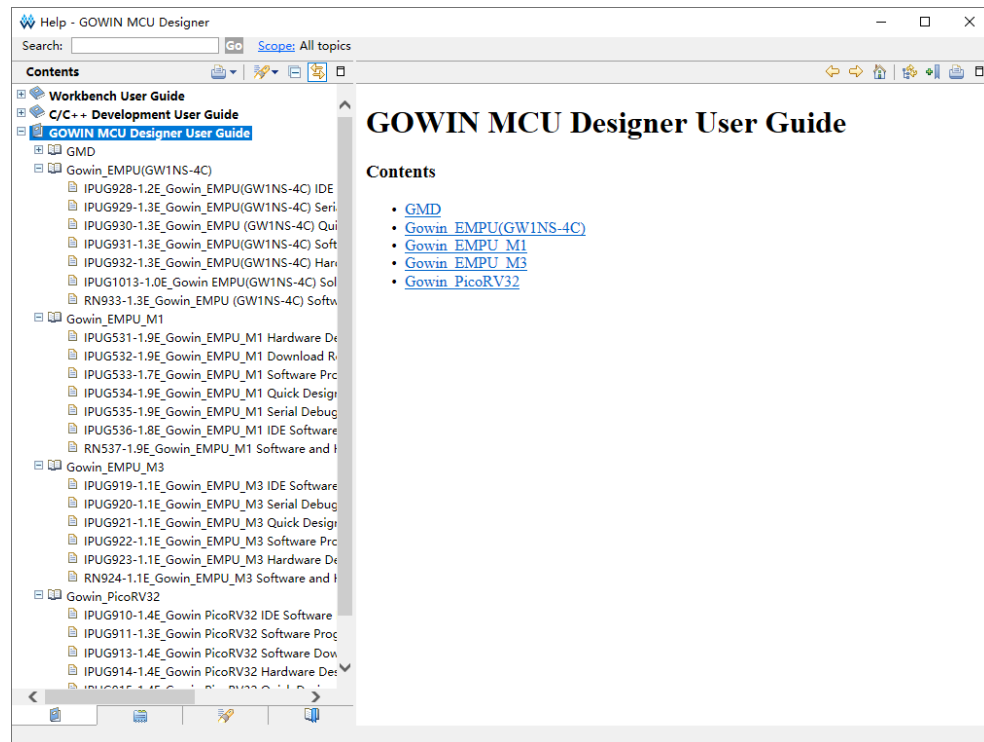 Help - GOWIN MCU Designer
Search: Go Scope: All topics
Contents
Workbench User Guide
C/C++ Development User Guide
GOWIN MCU Designer User Guide
GMD
Gowin_EMPU(GW1NS-4C)
IPUG928-1.2E_Gowin_EMPU(GW1NS-4C) IDE
IPUG929-1.3E_Gowin_EMPU(GW1NS-4C) Seri
IPUG930-1.3E_Gowin_EMPU (GW1NS-4C) Qui
IPUG931-1.3E_Gowin_EMPU(GW1NS-4C) Soft
IPUG932-1.3E_Gowin_EMPU(GW1NS-4C) Har
IPUG1013-1.0E_Gowin EMPU(GW1NS-4C) Sol
RN933-1.3E_Gowin_EMPU (GW1NS-4C) Softw
Gowin_EMPU_M1
IPUG531-1.9E_Gowin_EMPU_M1 Hardware De
IPUG532-1.9E_Gowin_EMPU_M1 Download R
IPUG533-1.7E_Gowin_EMPU_M1 Software Prc
IPUG534-1.9E_Gowin_EMPU_M1 Quick Design
IPUG535-1.9E_Gowin_EMPU_M1 Serial Debug
IPUG536-1.8E_Gowin_EMPU_M1 IDE Software
RN537-1.9E_Gowin_EMPU_M1 Software and H
Gowin_EMPU_M3
IPUG919-1.1E_Gowin_EMPU_M3 IDE Software
IPUG920-1.1E_Gowin_EMPU_M3 Serial Debug
IPUG921-1.1E_Gowin_EMPU_M3 Quick Design
IPUG922-1.1E_Gowin_EMPU_M3 Software Prc
IPUG923-1.1E_Gowin_EMPU_M3 Hardware De
RN924-1.1E_Gowin_EMPU_M3 Software and H
Gowin_PicoRV32
IPUG910-1.4E_Gowin PicoRV32 IDE Software
IPUG911-1.3E_Gowin PicoRV32 Software Prog
IPUG913-1.4E_Gowin PicoRV32 Software Dow
IPUG914-1.4E_Gowin PicoRV32 Hardware Des
GOWIN MCU Designer User Guide
Contents
• GMD
• Gowin_EMPU(GW1NS-4C)
• Gowin_EMPU_M1
• Gowin_EMPU_M3
• Gowin_PicoRV32